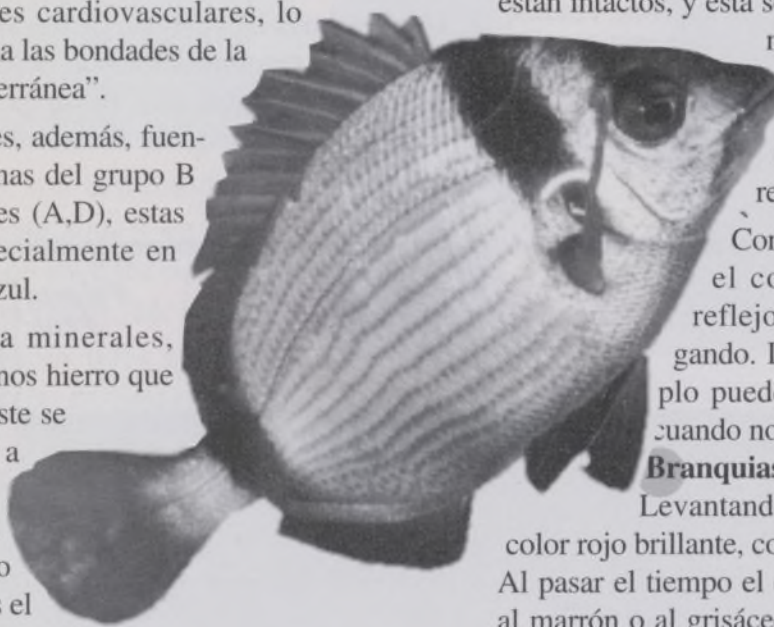 es cardiovasculares, lo
a las bondades de la
erránea”.
es, además, fuen-
nas del grupo B
es (A,D), estas
pecialmente en
zul.
a minerales,
nos hierro que
ste se
a
o
s el
están intactos, y esta s
r
re
Con
el co
reflejo
gando. I
plo pued
cuando no
Branquias
Levantand
color rojo brillante, co
Al pasar el tiempo el
al marrón o al grisáce